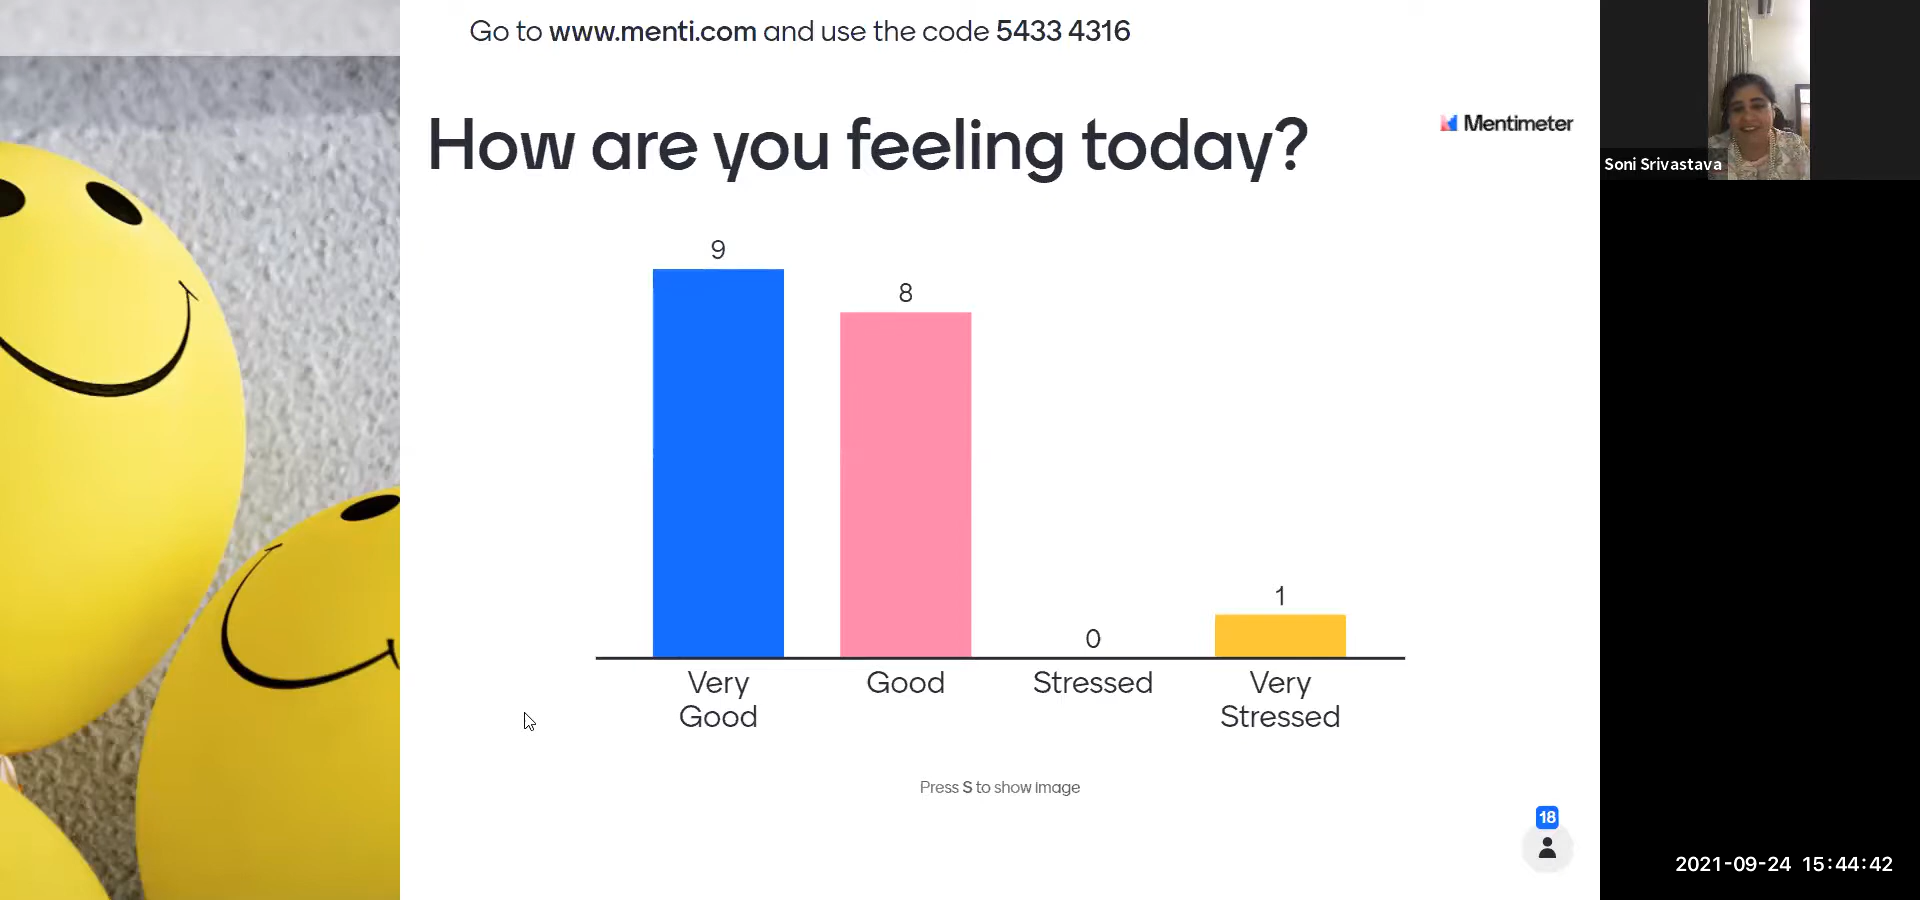 Go to www.menti.com and use the code 5433 4316
How are you feeling today?
Mentimeter
Soni Srivastava
9
8
0
1
Very
Good
Good
Stressed
Very
Stressed
Press S to show image
18
2021-09-24 15:44:42